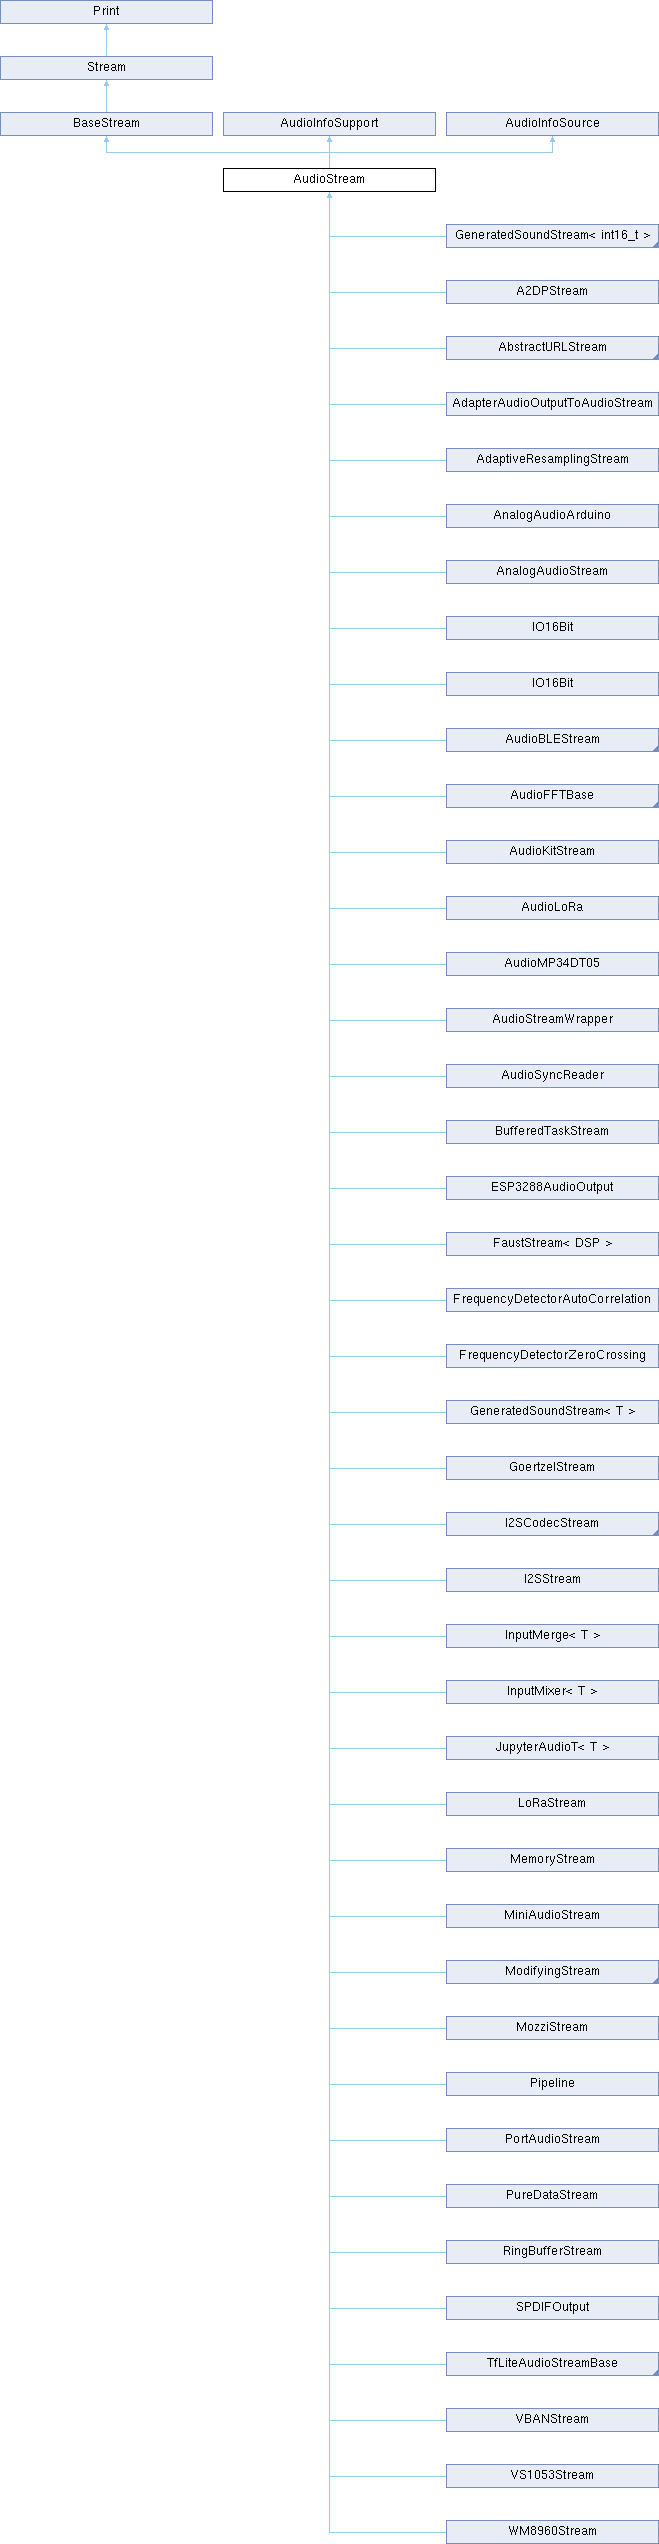 Print
Stream
BaseStream
AudioInfoSupport
AudioInfoSource
AudioStream
GeneratedSoundStream< int16_t >
A2DPStream
AbstractURLStream
AdapterAudioOutputToAudioStream
AdaptiveResamplingStream
AnalogAudioArduino
AnalogAudioStream
IO16Bit
IO16Bit
AudioBLEStream
AudioFFTBase
AudioKitStream
AudioLoRa
AudioMP34DT05
AudioStreamWrapper
AudioSyncReader
BufferedTaskStream
ESP3288AudioOutput
FaustStream< DSP >
FrequencyDetectorAutoCorrelation
FrequencyDetectorZeroCrossing
GeneratedSoundStream< T >
GoertzelStream
I2SCodecStream
I2SStream
InputMerge< T >
InputMixer< T >
JupyterAudioT< T >
LoRaStream
MemoryStream
MiniAudioStream
ModifyingStream
MozziStream
Pipeline
PortAudioStream
PureDataStream
RingBufferStream
SPDIFOutput
TfLiteAudioStreamBase
VBANStream
VS1053Stream
WM8960Stream